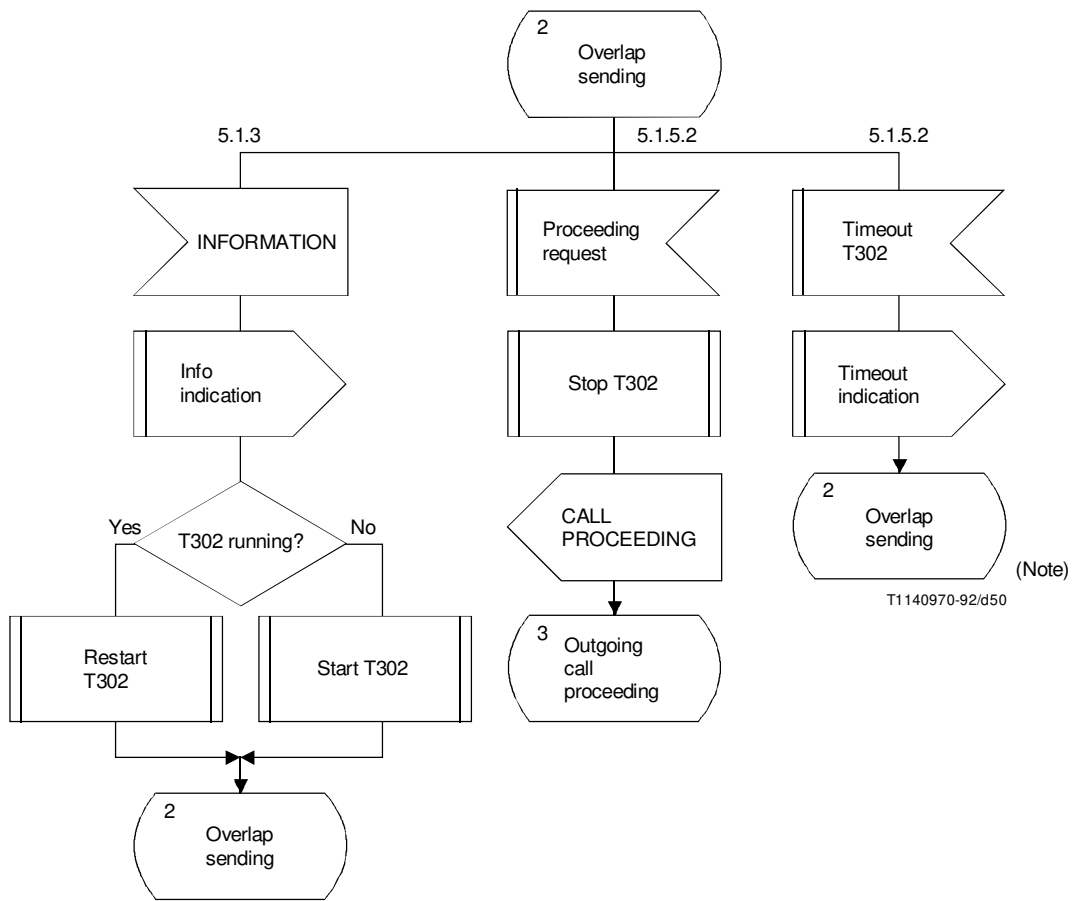 2
Overlap
sending
5.1.3
5.1.5.2
5.1.5.2
INFORMATION
Proceeding
request
Timeout
T302
Info
indication
Stop T302
Timeout
indication
Yes
T302 running?
No
CALL
PROCEEDING
2
Overlap
sending
(Note)
T1140970-92/d50
Restart
T302
Start T302
3
Outgoing
call
proceeding
2
Overlap
sending